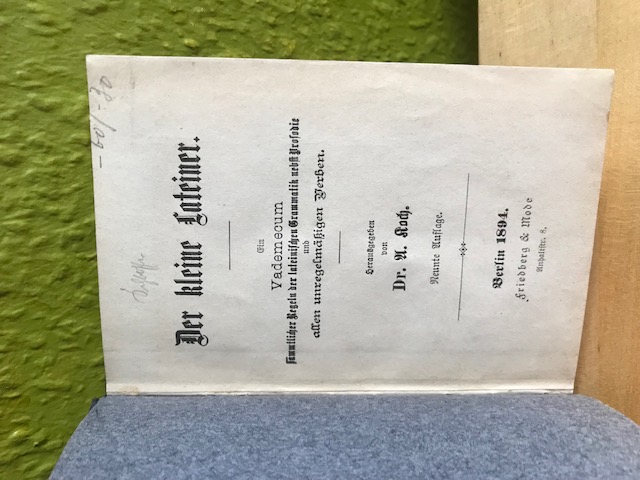 Der kleine Lateiner.
Ein
Vademecum
sämmtlicher Regeln der lateinischen Grammatik nebst Prosodie
und
allen unregelmäßigen Verben.
Herausgegeben
von
Dr. A. Koch.
Neunte Auflage.
Berlin 1894.
Friedberg & Mode
Anhaltstr. 8.